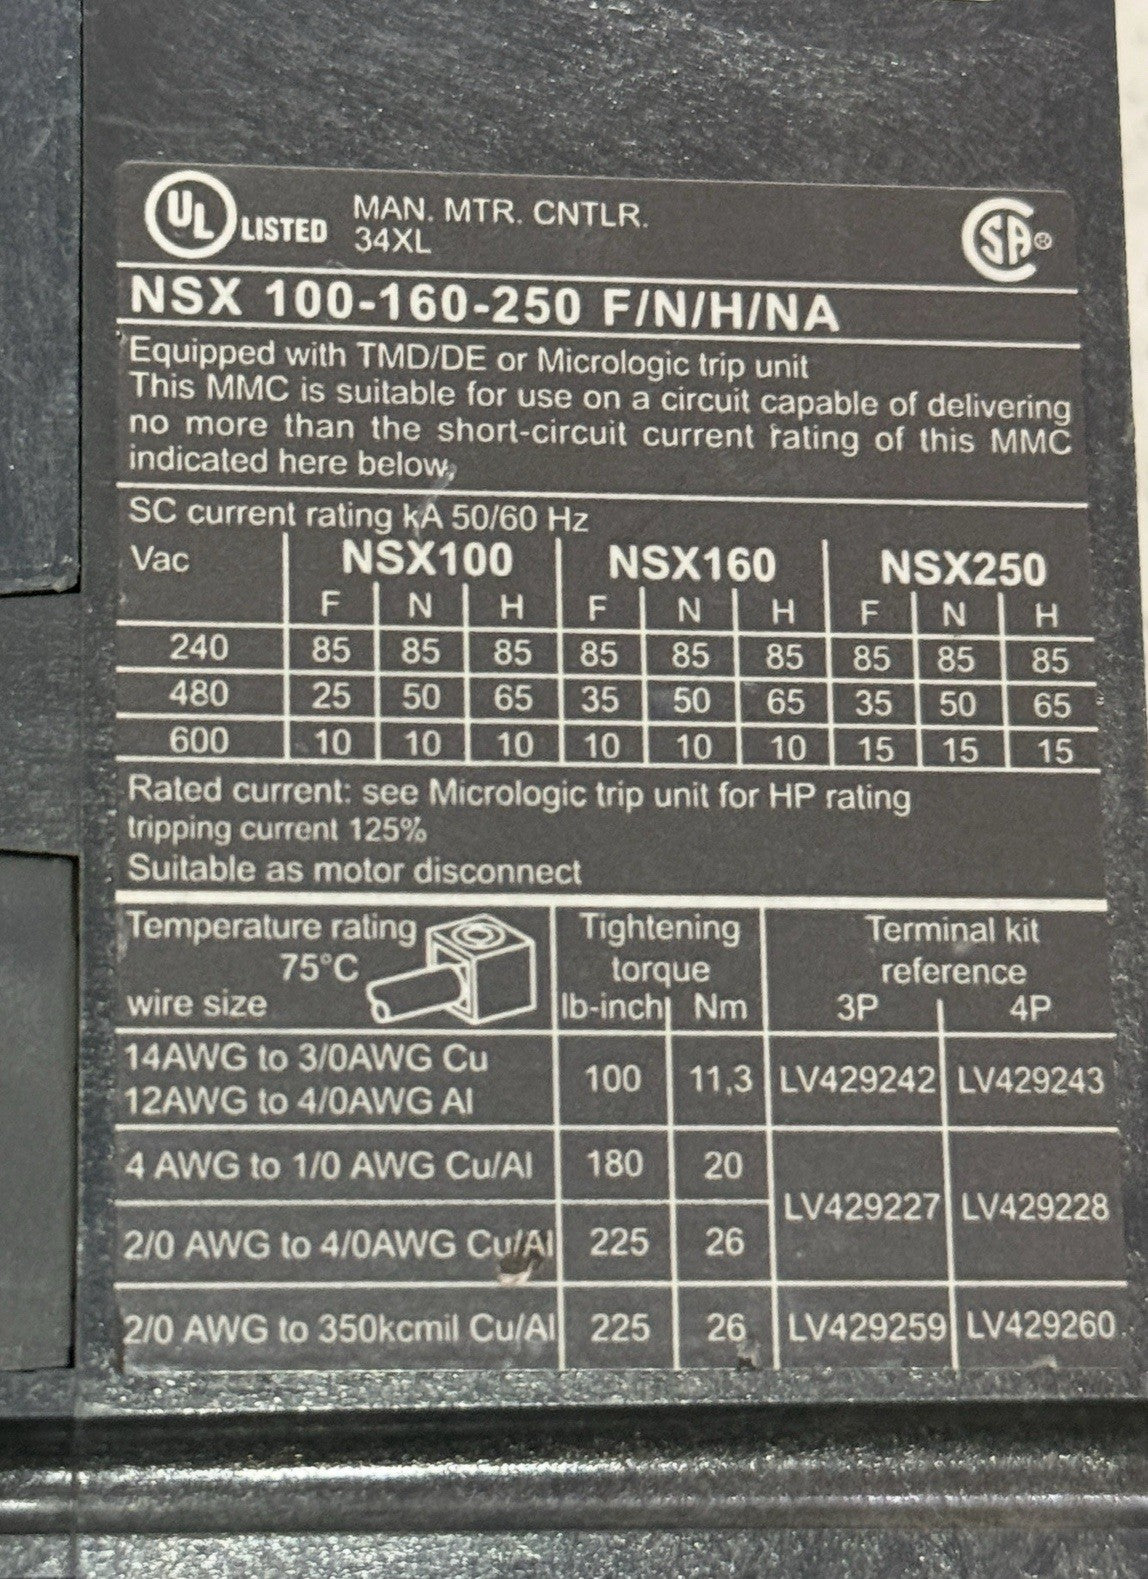 UL LISTED MAN. MTR. CNTLR.
34XL
SA®
NSX 100-160-250 F/N/H/NA
Equipped with TMD/DE or Micrologic trip unit
This MMC is suitable for use on a circuit capable of delivering
no more than the short-circuit current rating of this MMC
indicated here below,
SC current rating kA 50/60 Hz
Vac NSX100 NSX160 NSX250
F N H F N H F N H
240 85 85 85 85 85 85 85 85 85
480 25 50 65 35 50 65 35 50 65
600 10 10 10 10 10 10 15 15 15
Rated current: see Micrologic trip unit for HP rating
tripping current 125%
Suitable as motor disconnect
Temperature rating Tightening Terminal kit
75°C torque reference
wire size lb-inch Nm 3P 4P
14AWG to 3/0AWG Cu
12AWG to 4/0AWG Al 100 11,3 LV429242 LV429243
4 AWG to 1/0 AWG Cu/Al 180 20
LV429227 LV429228
2/0 AWG to 4/0AWG Cu/Al 225 26
2/0 AWG to 350kcmil Cu/Al 225 26 LV429259 LV429260